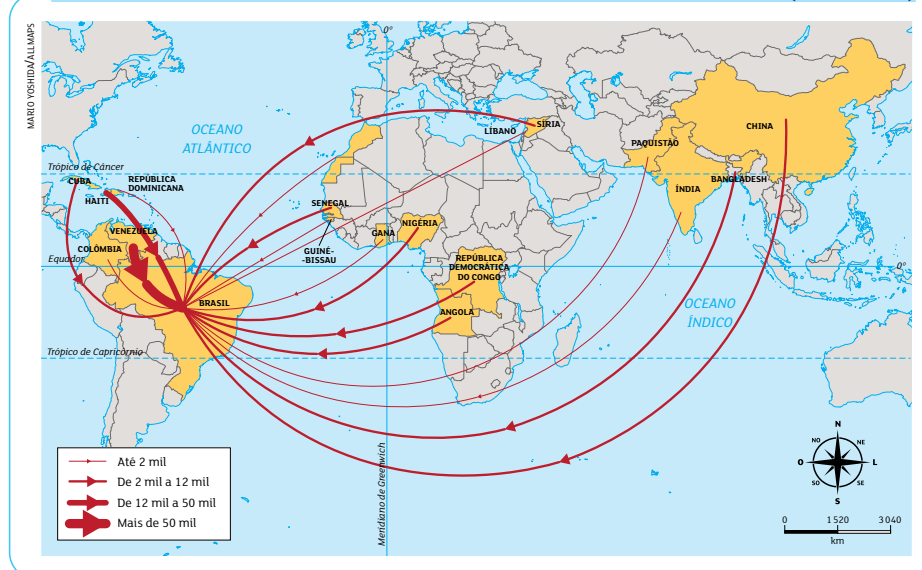 MARIO YOSHIDA/ALLMAPS
0°
OCEANO
ATLÂNTICO
LÍBANO
SÍRIA
CHINA
PAQUISTÃO
Trópico de Câncer
CUBA
REPÚBLICA
DOMINICANA
HAITI
BANGLADESH
ÍNDIA
SENEGAL
VENEZUELA
NIGÉRIA
GANA
COLÔMBIA
GUINÉ-
BISSAU
Equador
REPÚBLICA
DEMOCRÁTICA
DO CONGO
0°
BRASIL
ANGOLA
OCEANO
ÍNDICO
Trópico de Capricórnio
Meridiano de Greenwich
Até 2 mil
De 2 mil a 12 mil
De 12 mil a 50 mil
Mais de 50 mil
N
NO
NE
O
L
SO
SE
S
0
1 520
3 040
km